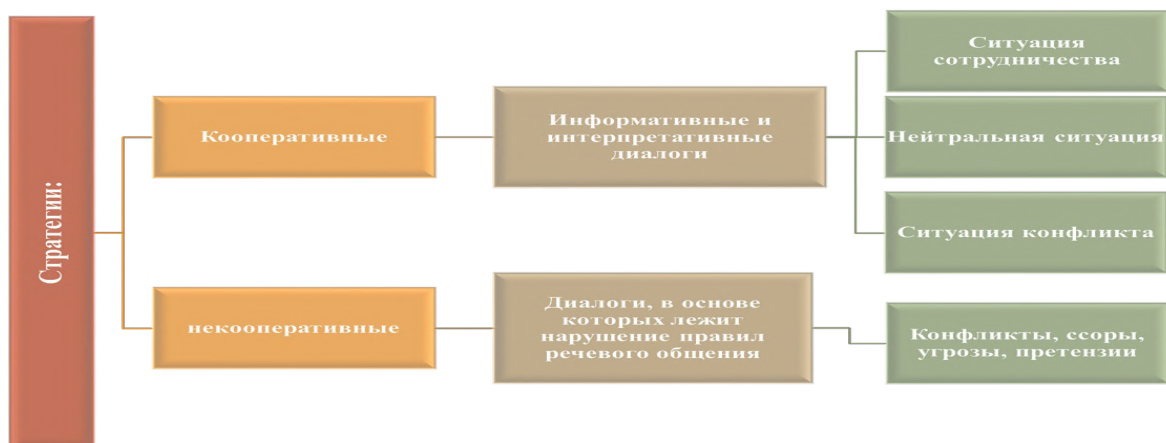 Стратегии:
Кооперативные
Информативные и
интерпретативные
диалоги
Ситуация
сотрудничества
Нейтральная ситуация
Ситуация конфликта
некооперативные
Диалоги, в основе
которых лежит
нарушение правил
речевого общения
Конфликты, ссоры,
угрозы, претензии